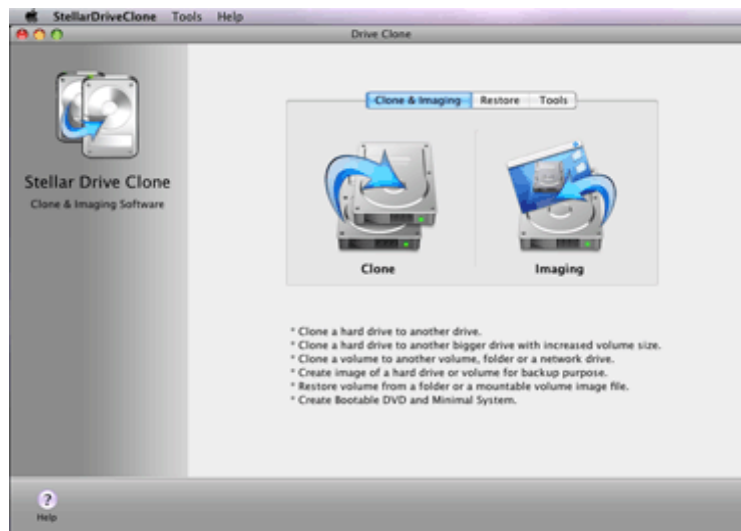 StellarDriveClone Tools Help
Drive Clone
Clone & Imaging Restore Tools
Stellar Drive Clone
Clone & Imaging Software
Clone Imaging
* Clone a hard drive to another drive.
* Clone a hard drive to another bigger drive with increased volume size.
* Clone a volume to another volume, folder or a network drive.
* Create image of a hard drive or volume for backup purpose.
* Restore volume from a folder or a mountable volume image file.
* Create Bootable DVD and Minimal System.
?
Help